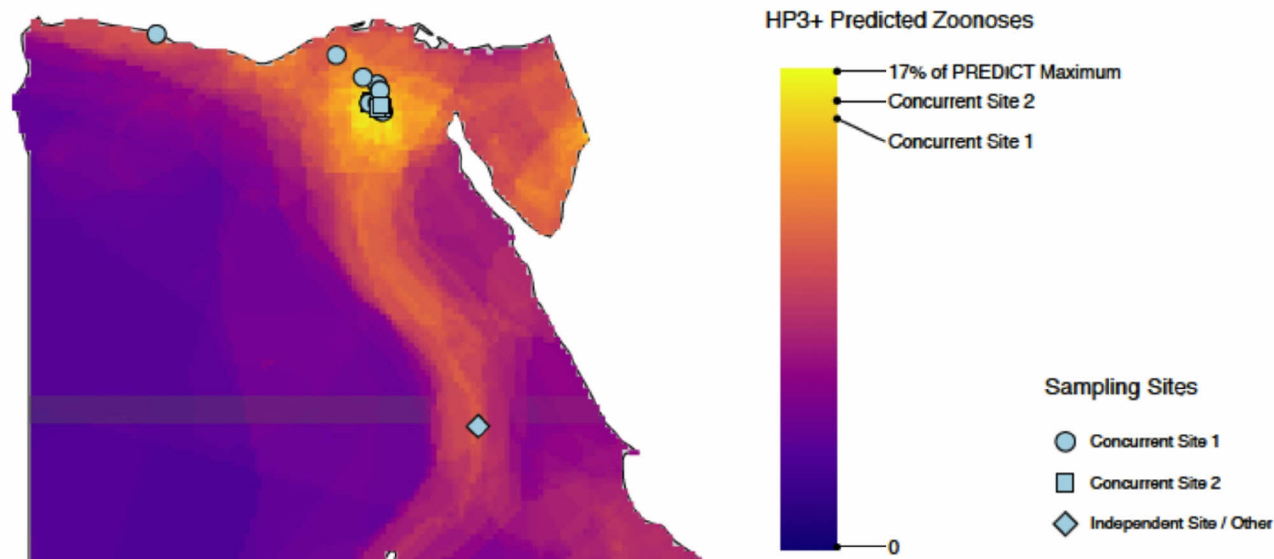 HP3+ Predicted Zoonoses
17% of PREDICT Maximum
Concurrent Site 2
Concurrent Site 1
0
Sampling Sites
Concurrent Site 1
Concurrent Site 2
Independent Site / Other